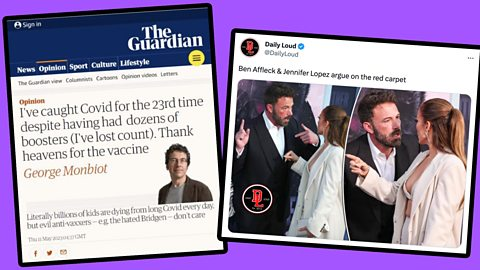 Sign in
The
Guardian
News Opinion Sport Culture Lifestyle
The Guardian view Columnists Cartoons Opinion videos Letters
Opinion
I've caught Covid for the 23rd time
despite having had dozens of
boosters (I've lost count). Thank
heavens for the vaccine
George Monbiot
Literally billions of kids are dying from long Covid every day,
but evil anti-vaxxers – e.g. the hated Bridgen – don't care
Thu 11 May 2023 04.37 GMT
Daily Loud
@DailyLoud
Ben Affleck & Jennifer Lopez argue on the red carpet
DL